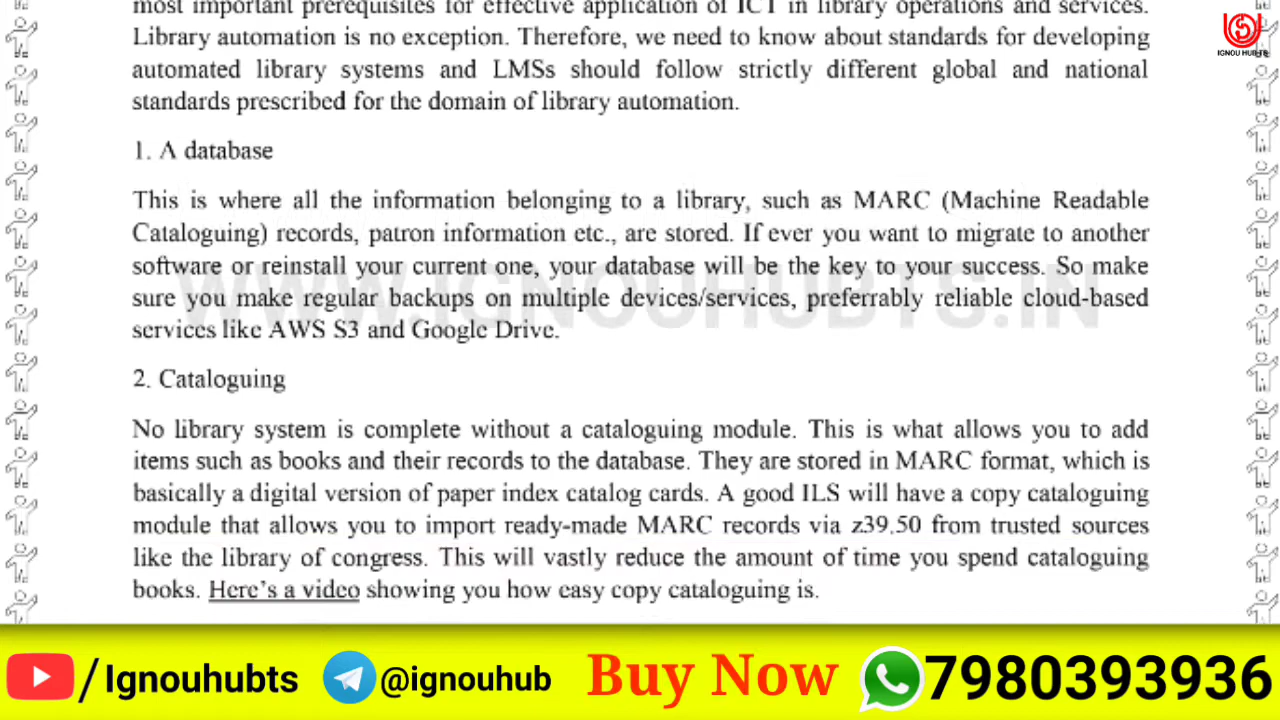 most important prerequisites for effective application of ICT in library operations and services.
Library automation is no exception. Therefore, we need to know about standards for developing
automated library systems and LMSs should follow strictly different global and national
standards prescribed for the domain of library automation.
1. A database
This is where all the information belonging to a library, such as MARC (Machine Readable
Cataloguing) records, patron information etc., are stored. If ever you want to migrate to another
software or reinstall your current one, your database will be the key to your success. So make
sure you make regular backups on multiple devices/services, preferrably reliable cloud-based
services like AWS S3 and Google Drive.
2. Cataloguing
No library system is complete without a cataloguing module. This is what allows you to add
items such as books and their records to the database. They are stored in MARC format, which is
basically a digital version of paper index catalog cards. A good ILS will have a copy cataloguing
module that allows you to import ready-made MARC records via z39.50 from trusted sources
like the library of congress. This will vastly reduce the amount of time you spend cataloguing
books. Here's a video showing you how easy copy cataloguing is.
WWW.IGNOUHUBTS.IN
IGNOU HUBTS
/Ignouhubts @ignouhub Buy Now 7980393936